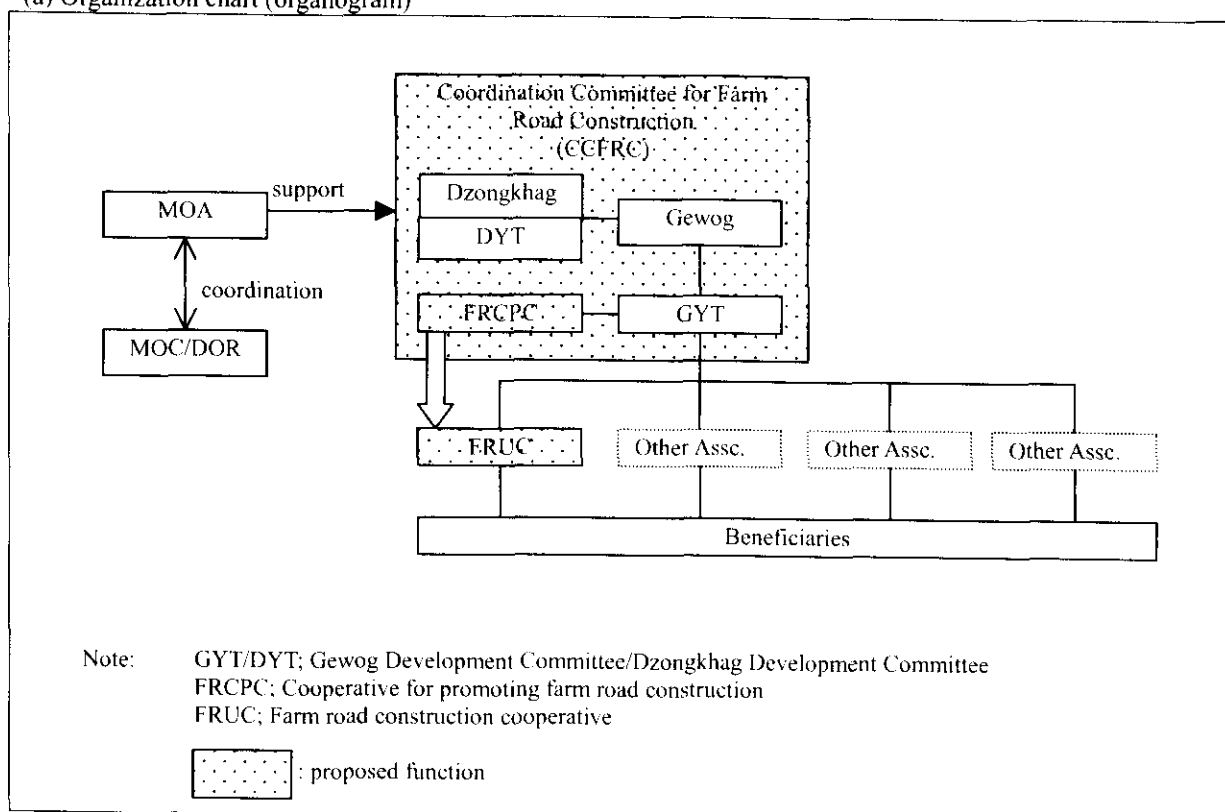 (a) Organization chart (organogram)
Coordination Committee for Farm
Road Construction
(CCFRC)
MOA
support
Dzongkhag
DYT
Gewog
coordination
FRCPC
GYT
MOC/DOR
FRUC
Other Assc.
Other Assc.
Other Assc.
Beneficiaries
Note:
GYT/DYT; Gewog Development Committee/Dzongkhag Development Committee
FRCPC; Cooperative for promoting farm road construction
FRUC; Farm road construction cooperative
: proposed function